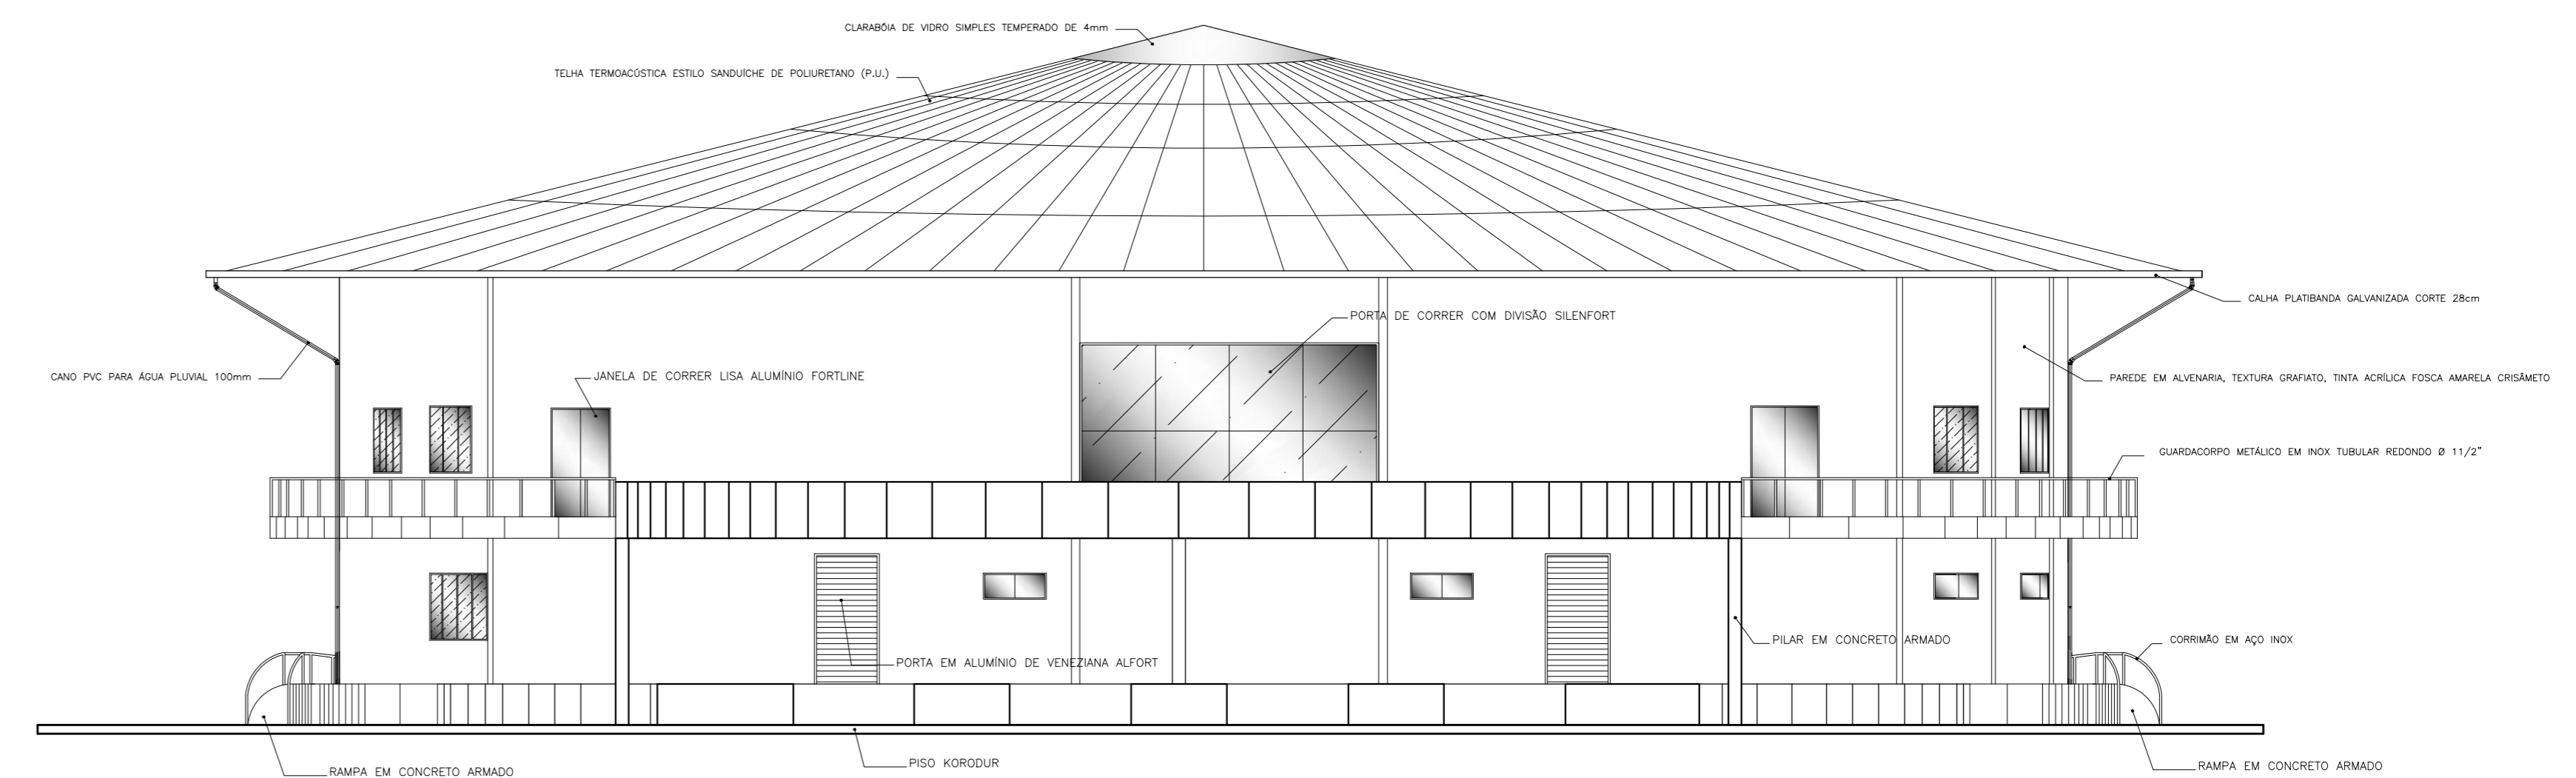 CLARABÓIA DE VIDRO SIMPLES TEMPERADO DE 4mm
TELHA TERMOACÚSTICA ESTILO SANDUÍCHE DE POLIURETANO (P.U.)
CALHA PLATIBANDA GALVANIZADA CORTE 28cm
PORTA DE CORRER COM DIVISÃO SILENFORT
CANO PVC PARA ÁGUA PLUVIAL 100mm
JANELA DE CORRER LISA ALUMÍNIO FORTLINE
PAREDE EM ALVENARIA, TEXTURA GRAFIATO, TINTA ACRÍLICA FOSCA AMARELA CRISÂMETO
GUARDACORPO METÁLICO EM INOX TUBULAR REDONDO Ø 11/2"
PILAR EM CONCRETO ARMADO
CORRIMÃO EM AÇO INOX
PORTA EM ALUMÍNIO DE VENEZIANA ALFORT
RAMPA EM CONCRETO ARMADO
PISO KORODUR
RAMPA EM CONCRETO ARMADO